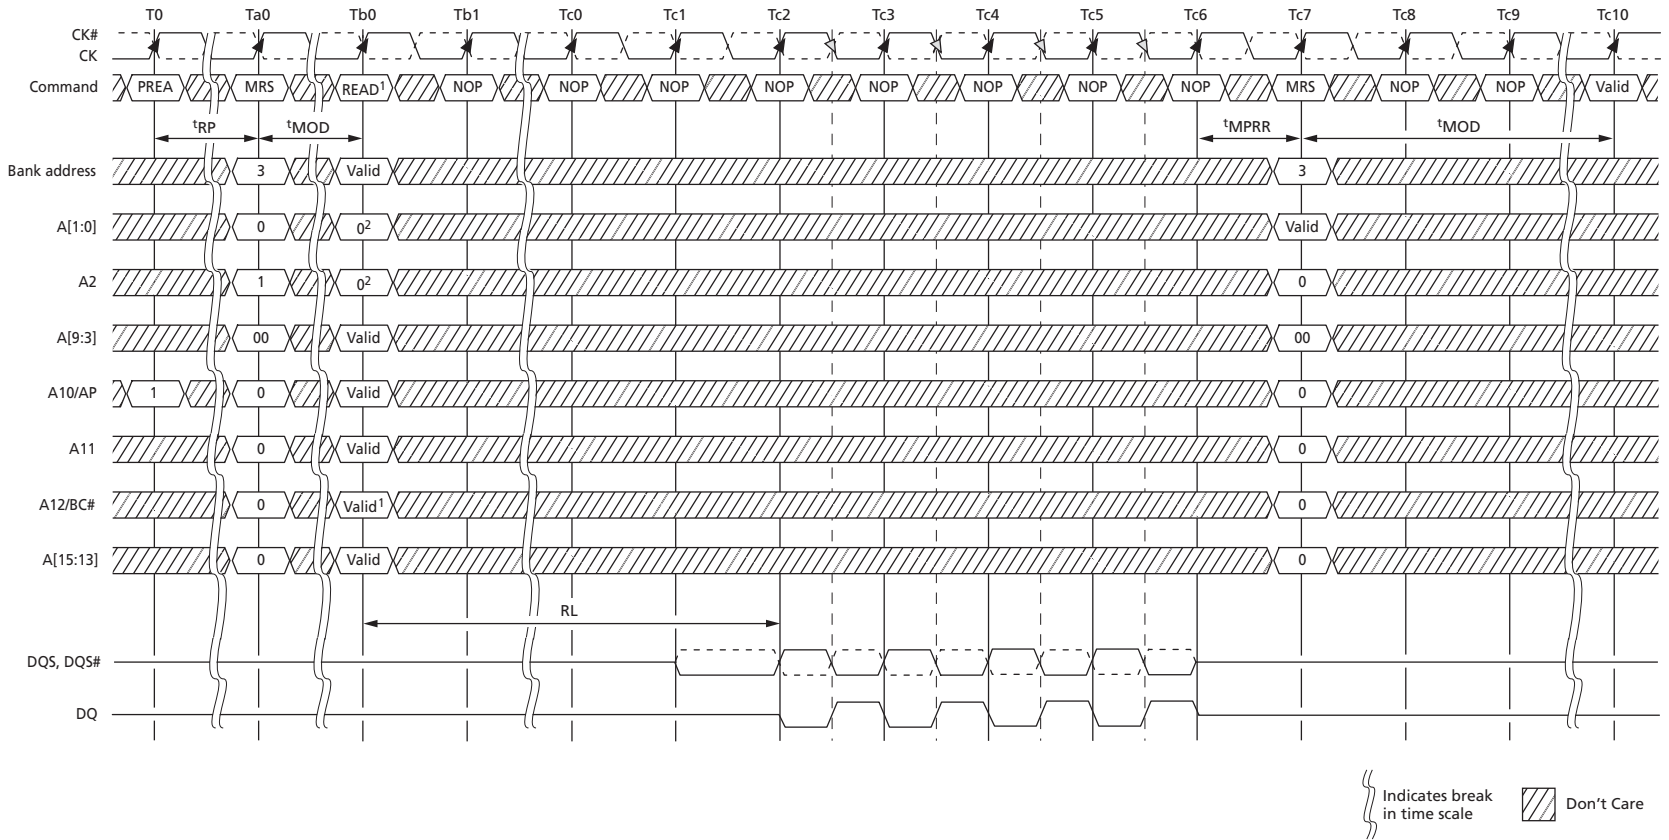 T0 Ta0 Tb0 Tb1 Tc0 Tc1 Tc2 Tc3 Tc4 Tc5 Tc6 Tc7 Tc8 Tc9 Tc10
CK#
CK
Command PREA MRS READ1 NOP NOP NOP NOP NOP NOP NOP NOP MRS NOP NOP Valid
tRP tMOD tMPRR tMOD
Bank address 3 Valid 3
A[1:0] 0 02 Valid
A2 1 02 0
A[9:3] 00 Valid 00
A10/AP 1 0 Valid 0
A11 0 Valid 0
A12/BC# 0 Valid1 0
A[15:13] 0 Valid 0
RL
DQS, DQS#
DQ
Indicates break
in time scale
Don't Care